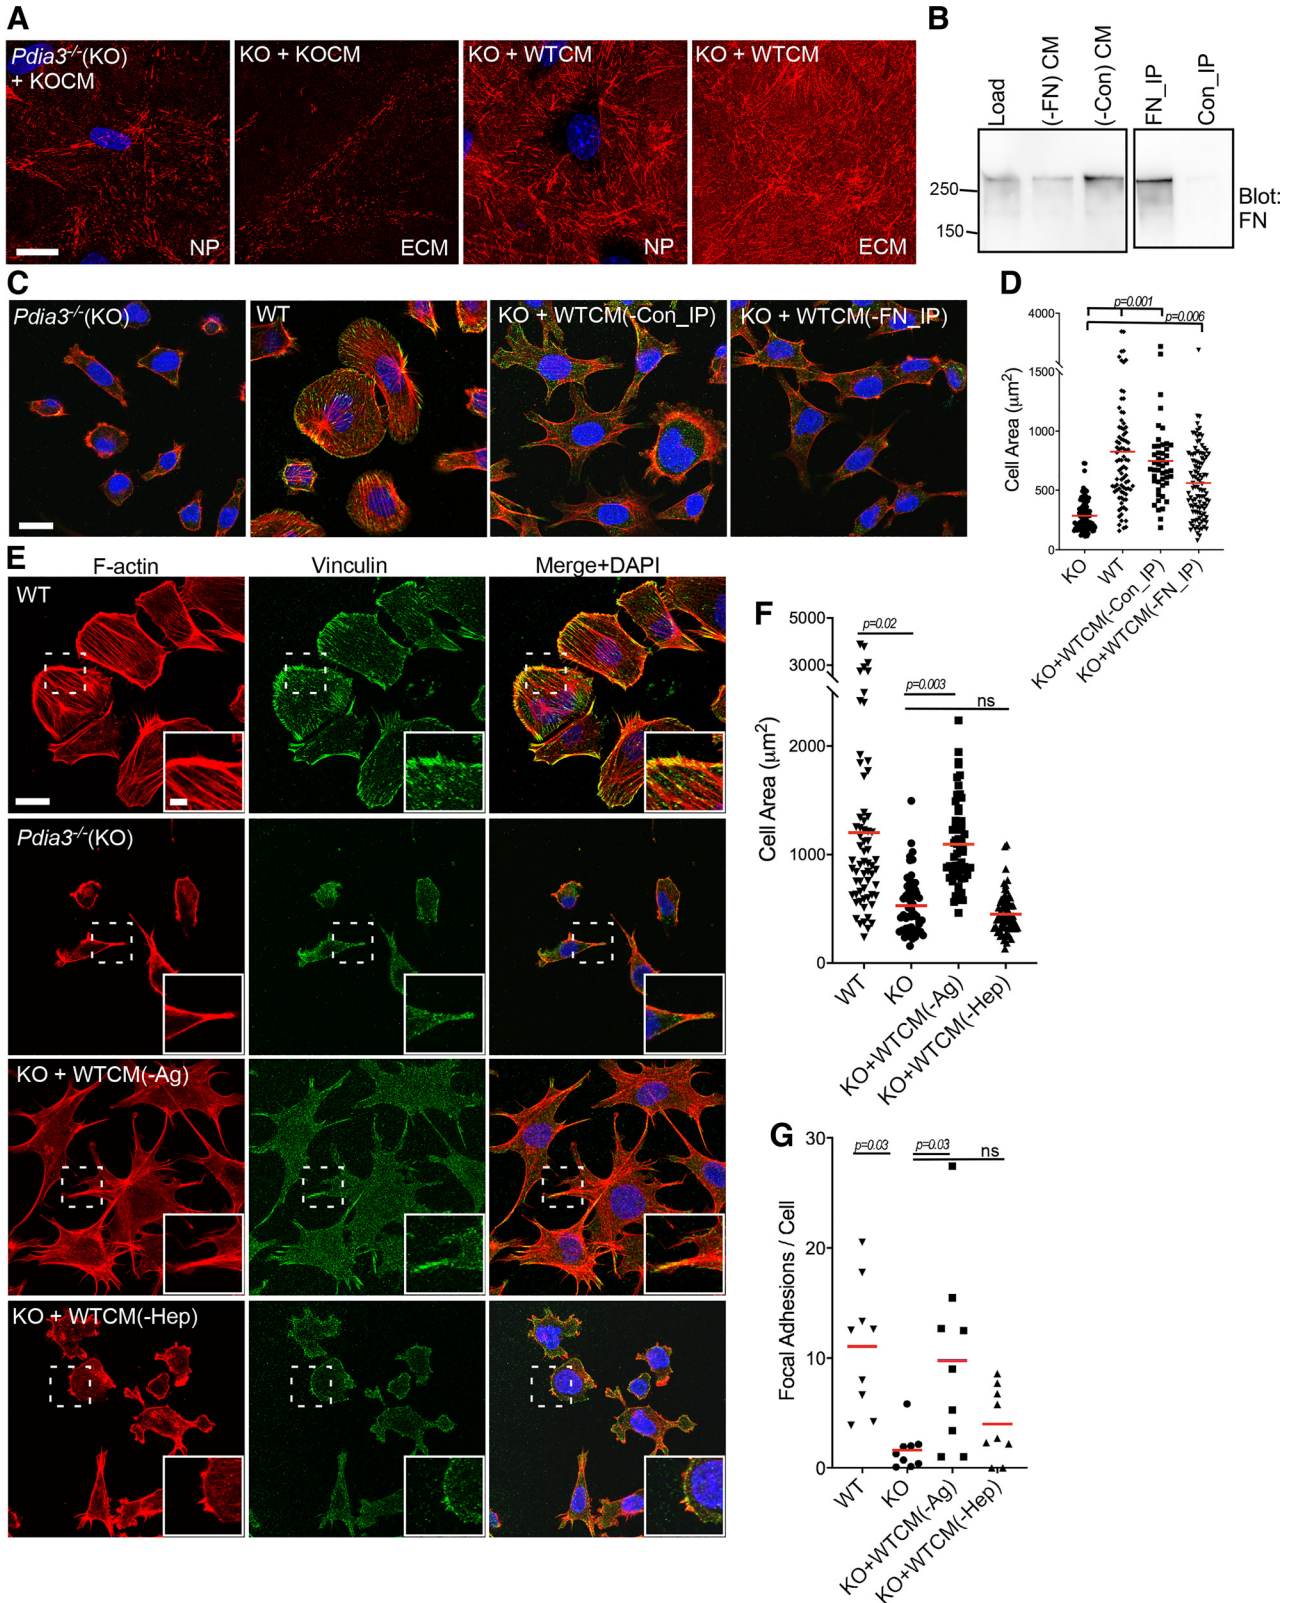 A
Pdia3-/-(KO)
+ KOCM
NP
KO + KOCM
ECM
KO + WTCM
NP
KO + WTCM
ECM
B
Load
(-FN) CM
(-Con) CM
FN_IP
Con_IP
250
150
Blot:
FN
C
Pdia3-/-(KO)
WT
KO + WTCM(-Con_IP)
KO + WTCM(-FN_IP)
D
p=0.001
p=0.006
Cell Area (µm2)
4000
1500
1000
500
0
KO
WT
KO+WTCM(-Con_IP)
KO+WTCM(-FN_IP)
E
F-actin
Vinculin
Merge+DAPI
WT
Pdia3-/-(KO)
KO + WTCM(-Ag)
KO + WTCM(-Hep)
F
p=0.02
p=0.003
ns
Cell Area (µm2)
5000
3000
2000
1000
0
WT
KO
KO+WTCM(-Ag)
KO+WTCM(-Hep)
G
p=0.03
p=0.03
ns
Focal Adhesions / Cell
30
20
10
0
WT
KO
KO+WTCM(-Ag)
KO+WTCM(-Hep)